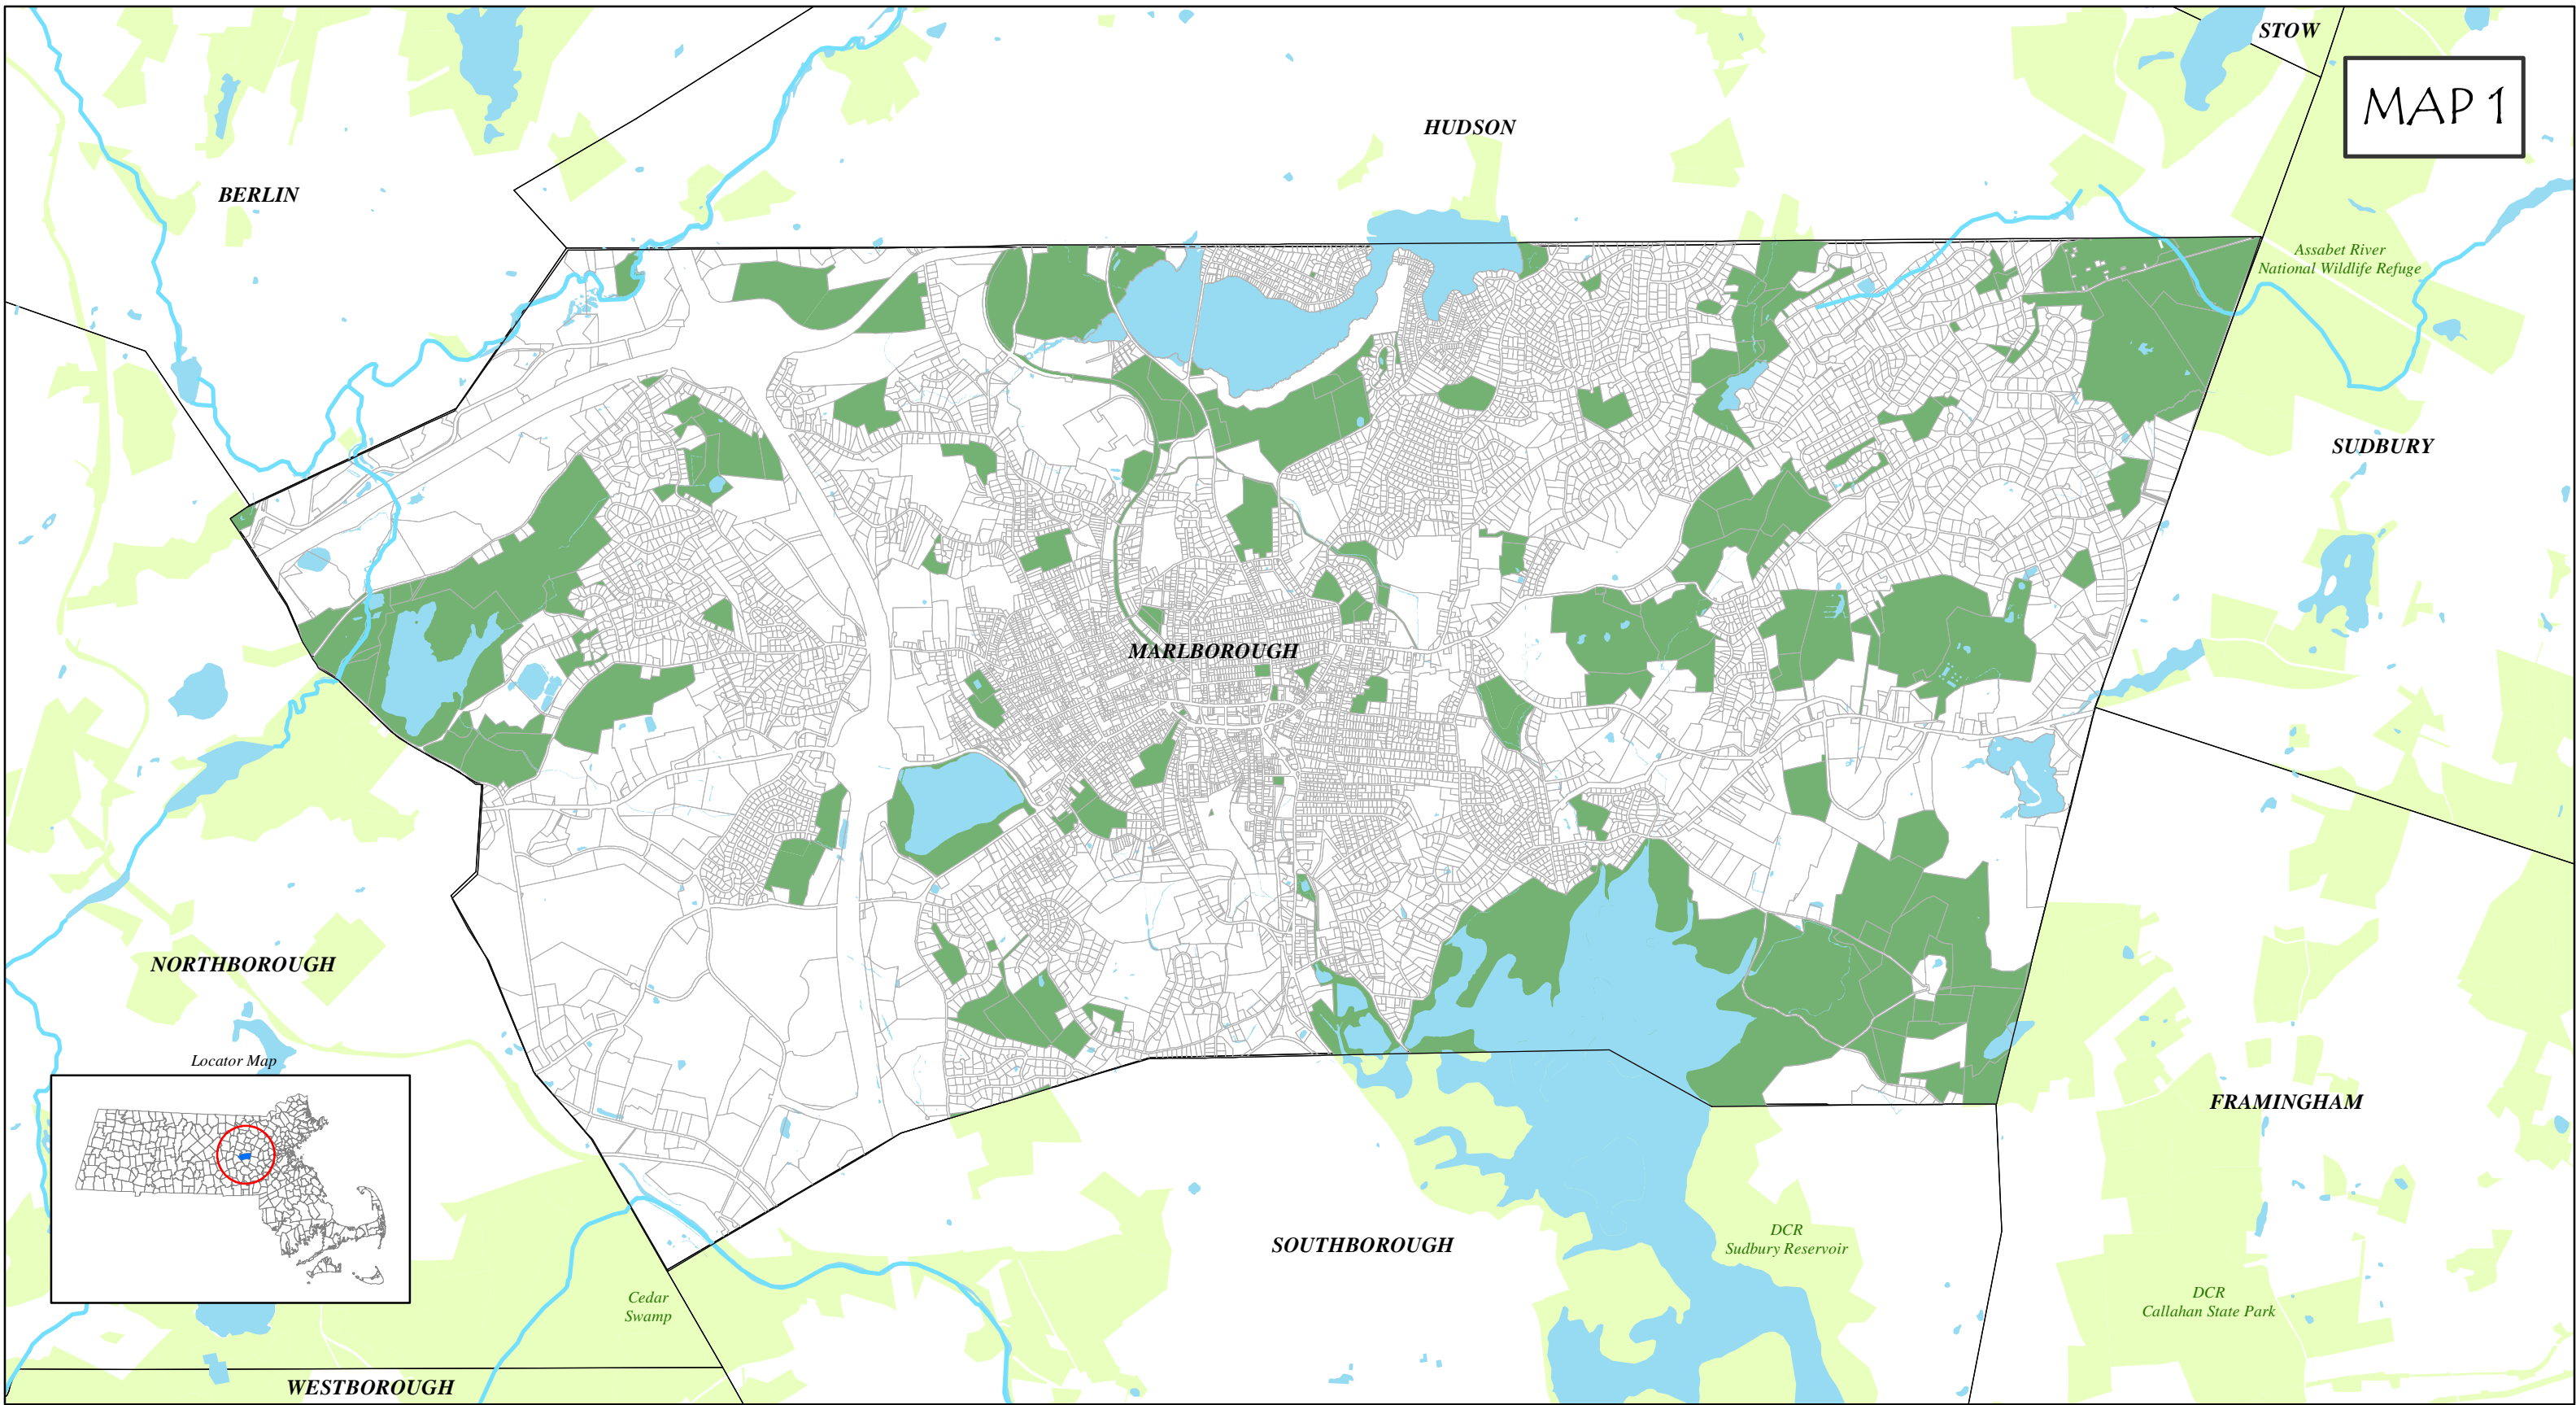 STOW
MAP 1
HUDSON
BERLIN
Assabet River
National Wildlife Refuge
SUDBURY
MARLBOROUGH
NORTHBOROUGH
Locator Map
FRAMINGHAM
DCR
Sudbury Reservoir
SOUTHBOROUGH
Cedar
Swamp
DCR
Callahan State Park
WESTBOROUGH